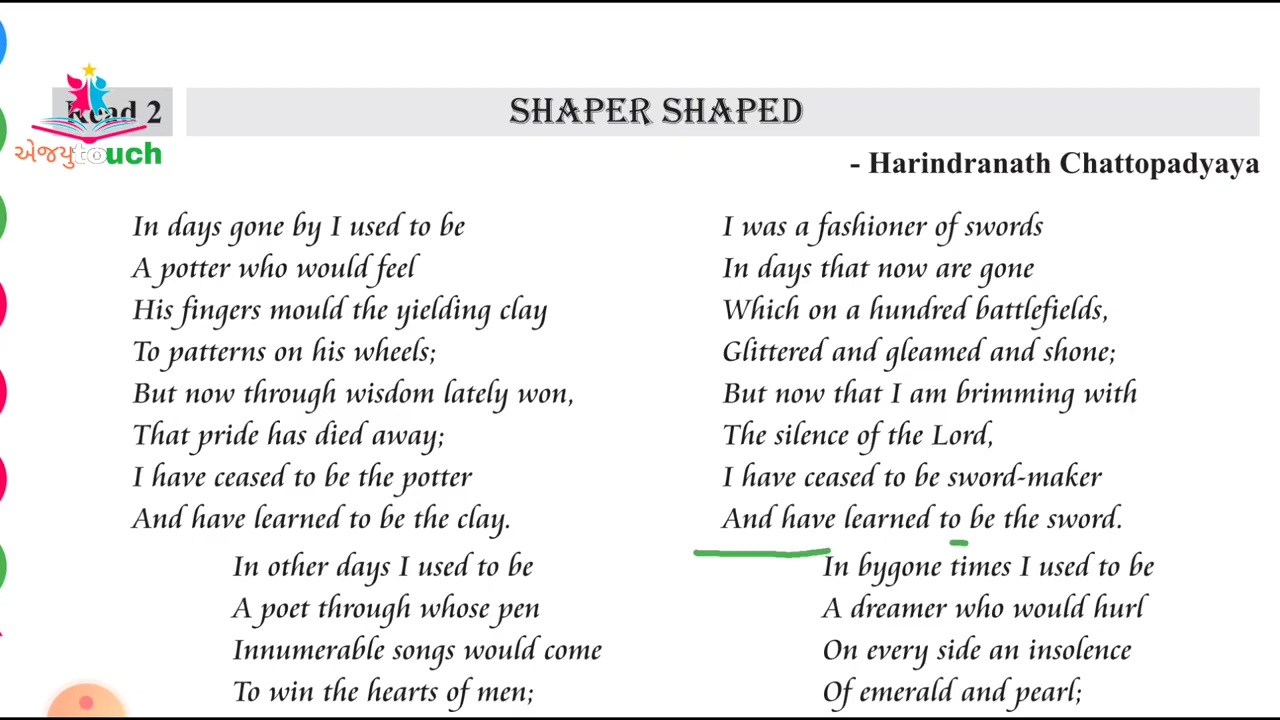 Read 2
SHAPER SHAPED
એજયુtouch
- Harindranath Chattopadyaya
In days gone by I used to be
A potter who would feel
His fingers mould the yielding clay
To patterns on his wheels;
But now through wisdom lately won,
That pride has died away;
I have ceased to be the potter
And have learned to be the clay.
In other days I used to be
A poet through whose pen
Innumerable songs would come
To win the hearts of men;
I was a fashioner of swords
In days that now are gone
Which on a hundred battlefields,
Glittered and gleamed and shone;
But now that I am brimming with
The silence of the Lord,
I have ceased to be sword-maker
And have learned to be the sword.
In bygone times I used to be
A dreamer who would hurl
On every side an insolence
Of emerald and pearl;